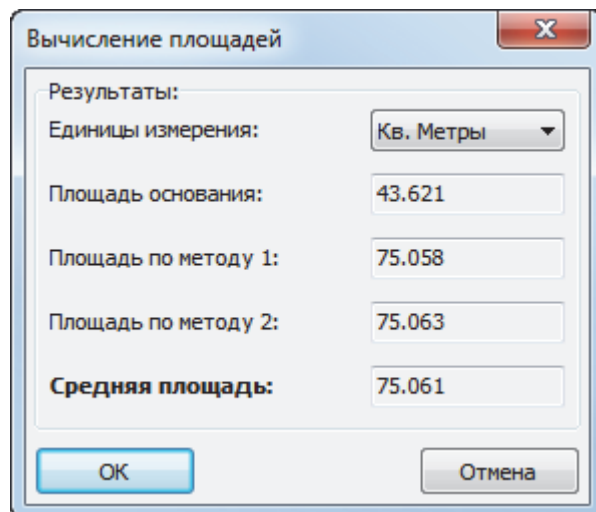 Вычисление площадей
Результаты:
Единицы измерения: Кв. Метры
Площадь основания: 43.621
Площадь по методу 1: 75.058
Площадь по методу 2: 75.063
Средняя площадь: 75.061
OK Отмена